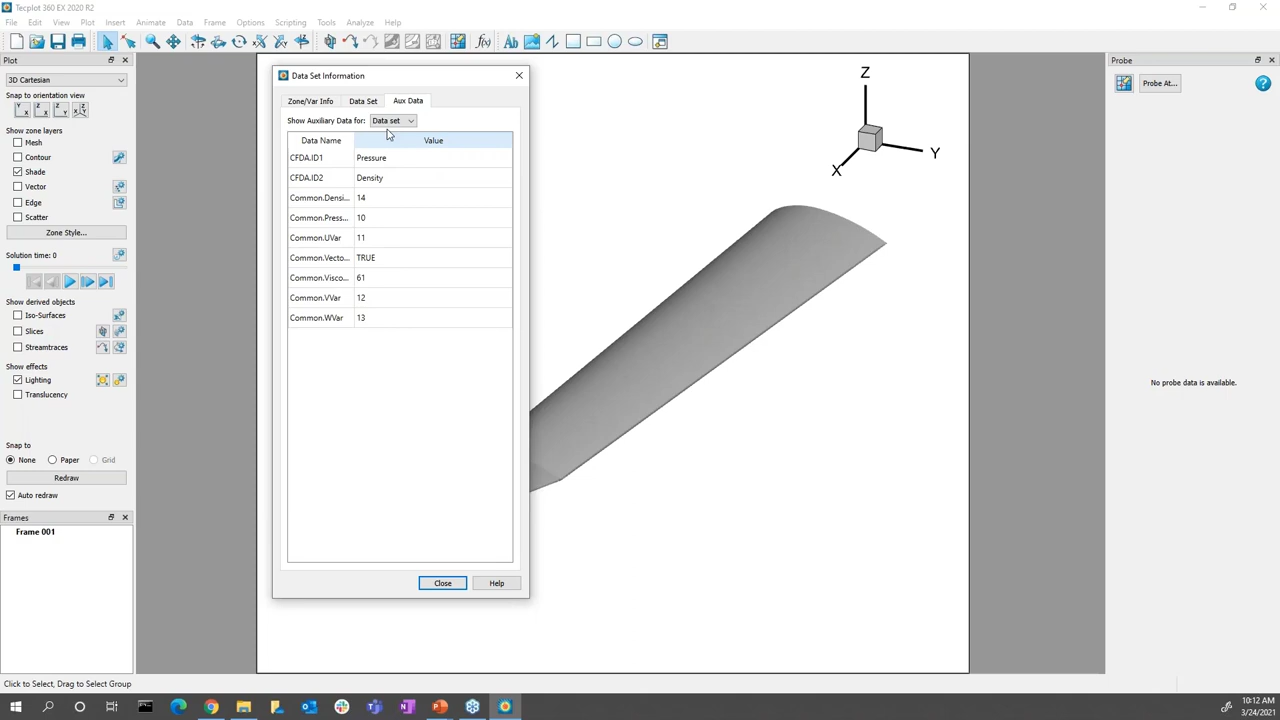 Tecplot 360 EX 2020 R2
File Edit View Plot Insert Animate Data Frame Options Scripting Tools Analyze Help
Plot
3D Cartesian
Snap to orientation view
Show zone layers
Mesh
Contour
Shade
Vector
Edge
Scatter
Zone Style...
Solution time: 0
Show derived objects
Iso-Surfaces
Slices
Streamtraces
Show effects
Lighting
Translucency
Snap to
None Paper Grid
Redraw
Auto redraw
Frames
Frame 001
Data Set Information
Zone/Var Info Data Set Aux Data
Show Auxiliary Data for: Data set
Data Name Value
CFDA.ID1 Pressure
CFDA.ID2 Density
Common.Densi... 14
Common.Press... 10
Common.UVar 11
Common.Vecto... TRUE
Common.Visco... 61
Common.VVar 12
Common.WVar 13
Close Help
Z
Y
X
Probe
Probe At...
No probe data is available.
Click to Select, Drag to Select Group
10:12 AM
3/24/2021